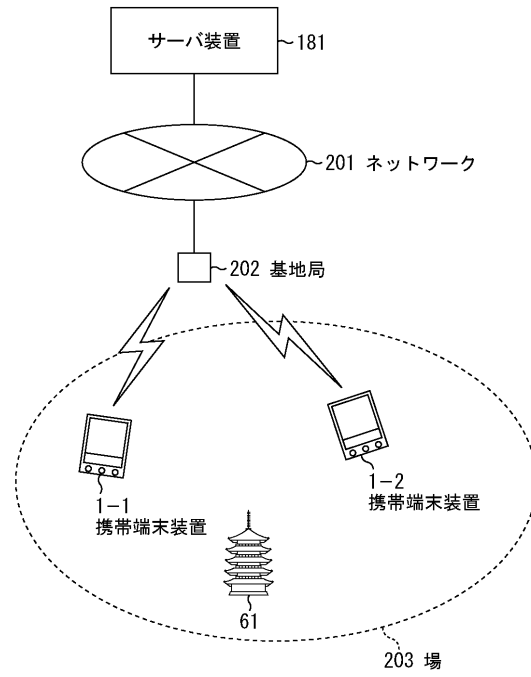 サーバ装置
181
201 ネットワーク
202 基地局
1-1
携帯端末装置
1-2
携帯端末装置
61
203 場